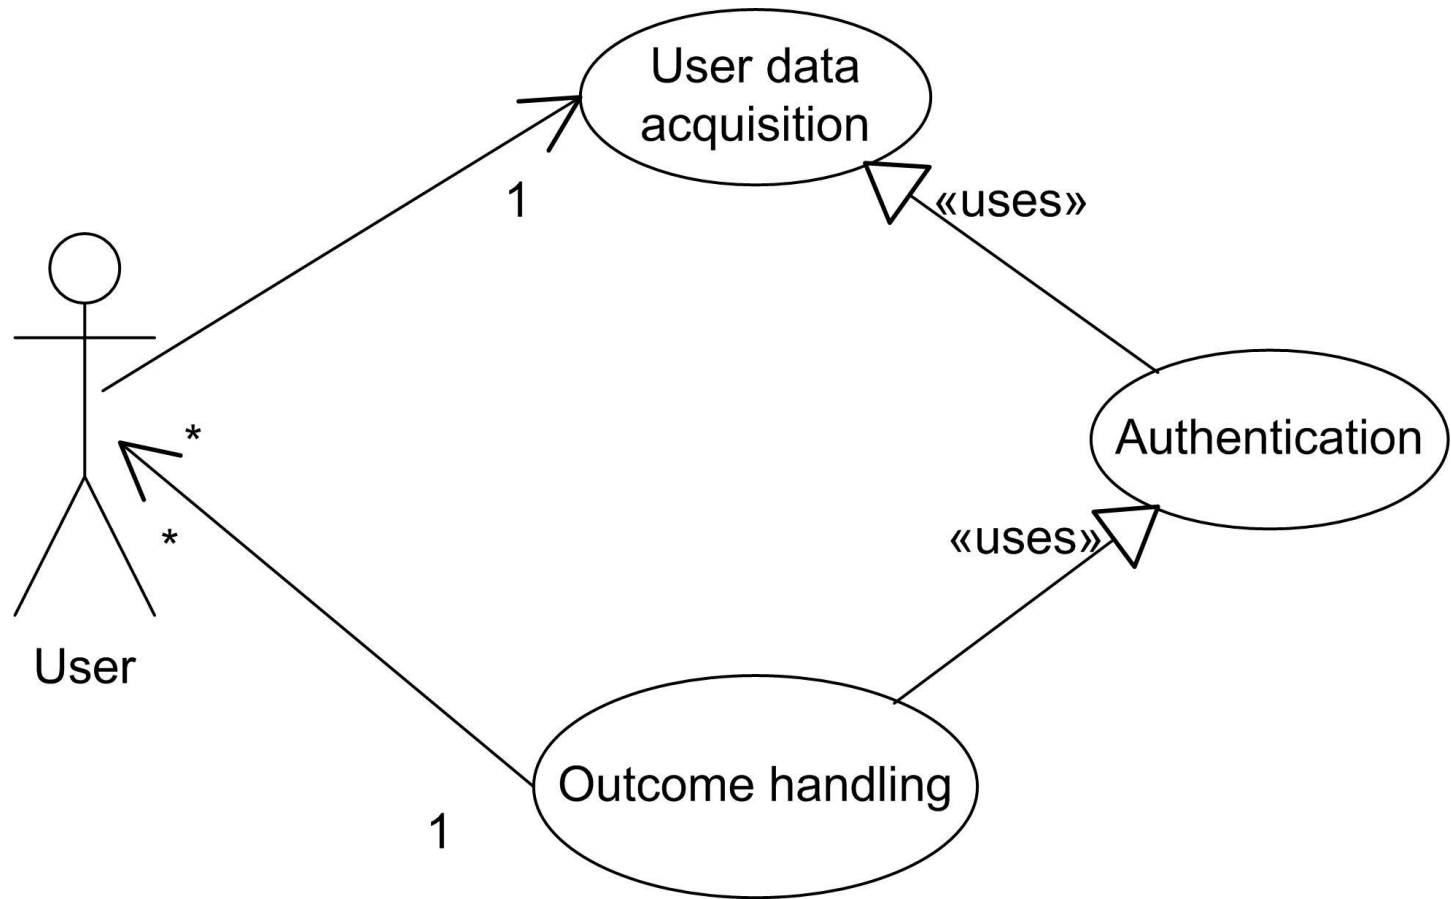 User data
acquisition
1
«uses»
*
Authentication
*
«uses»
User
Outcome handling
1